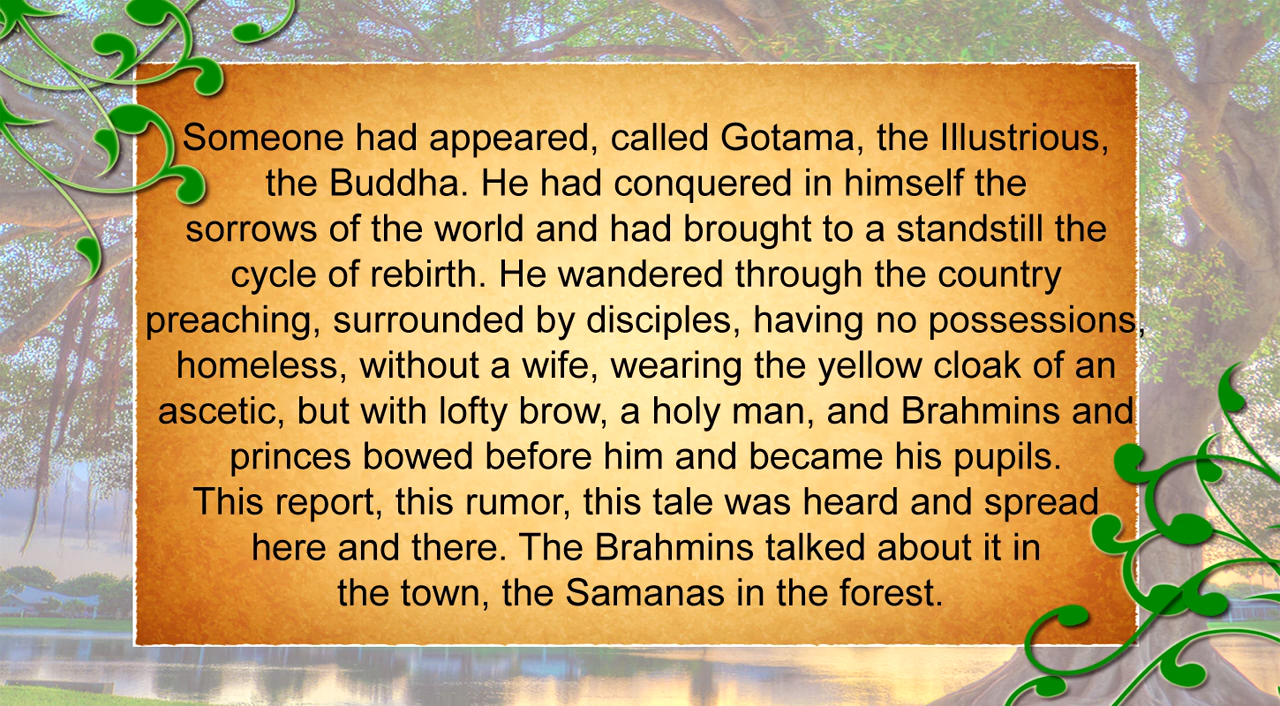 Someone had appeared, called Gotama, the Illustrious,
the Buddha. He had conquered in himself the
sorrows of the world and had brought to a standstill the
cycle of rebirth. He wandered through the country
preaching, surrounded by disciples, having no possessions,
homeless, without a wife, wearing the yellow cloak of an
ascetic, but with lofty brow, a holy man, and Brahmins and
princes bowed before him and became his pupils.
This report, this rumor, this tale was heard and spread
here and there. The Brahmins talked about it in
the town, the Samanas in the forest.